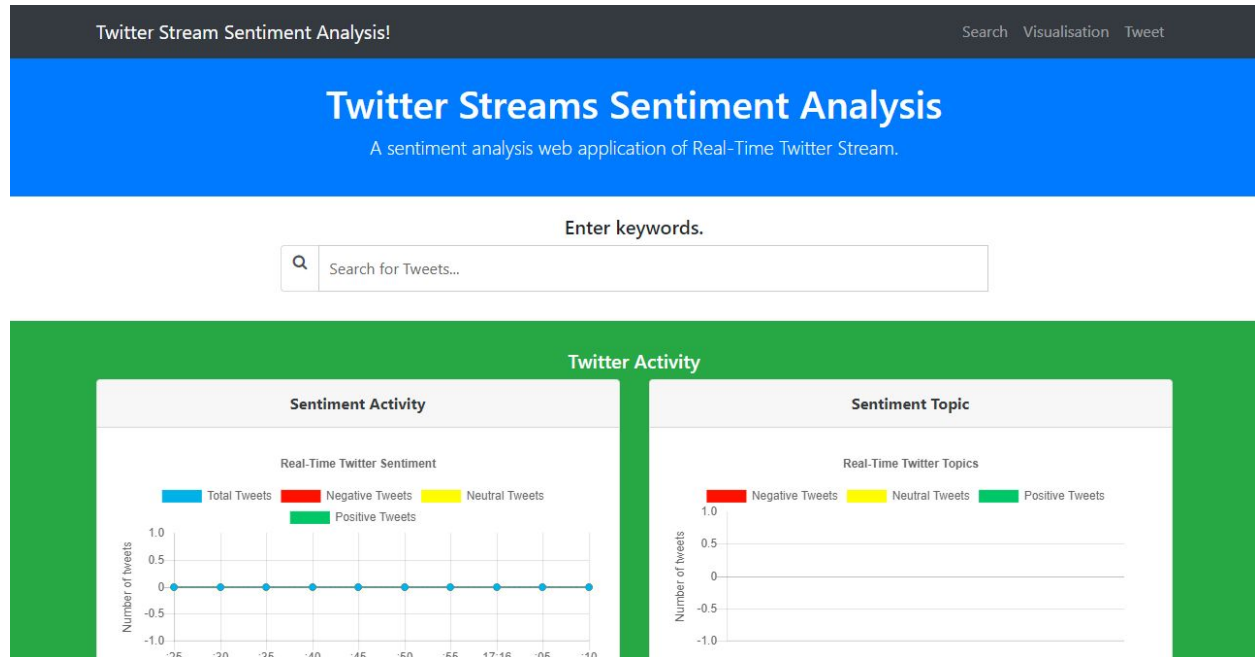 Twitter Stream Sentiment Analysis!
Search Visualisation Tweet
Twitter Streams Sentiment Analysis
A sentiment analysis web application of Real-Time Twitter Stream.
Enter keywords.
Search for Tweets...
Twitter Activity
Sentiment Activity
Real-Time Twitter Sentiment
Total Tweets Negative Tweets Neutral Tweets
Positive Tweets
Number of tweets
1.0
0.5
0
-0.5
-1.0
:25 :30 :35 :40 :45 :50 :55 17:16 :05 :10
Sentiment Topic
Real-Time Twitter Topics
Negative Tweets Neutral Tweets Positive Tweets
Number of tweets
1.0
0.5
0
-0.5
-1.0